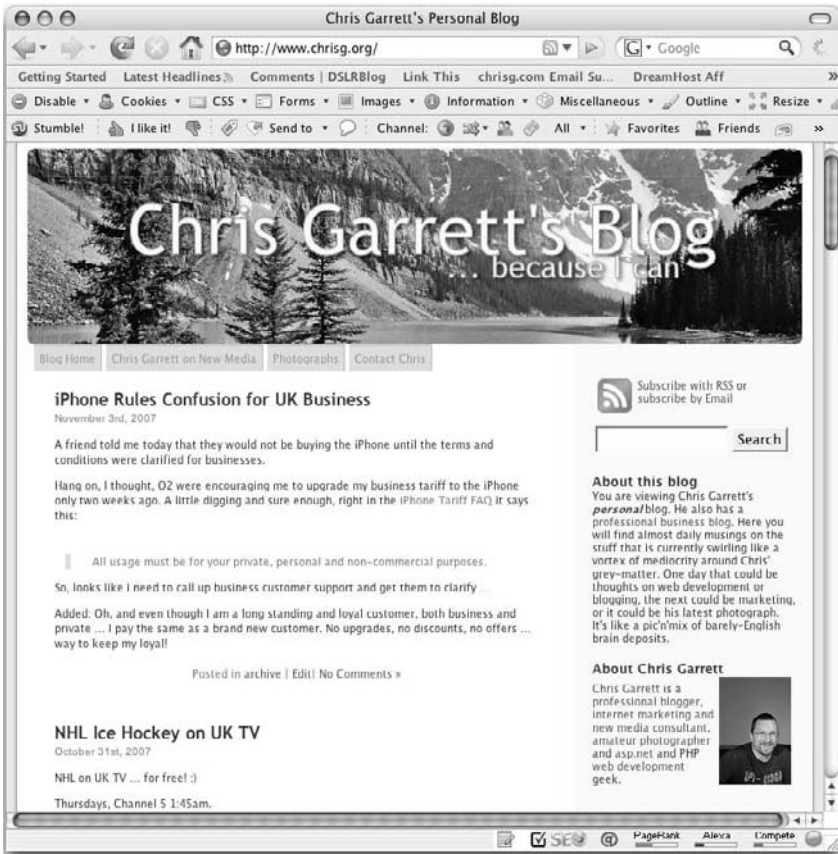 Chris Garrett's Personal Blog
http://www.chrisg.org/
G Google
Getting Started Latest Headlines Comments | DSLRBlog Link This chrisg.com Email Su... DreamHost Aff »
Disable Cookies CSS Forms Images Information Miscellaneous Outline Resize
Stumble! I like it! Send to Channel: All Favorites Friends »
Chris Garrett's Blog
... because I can
Blog Home Chris Garrett on New Media Photographs Contact Chris
iPhone Rules Confusion for UK Business
November 3rd, 2007
A friend told me today that they would not be buying the iPhone until the terms and
conditions were clarified for businesses.
Hang on, I thought, O2 were encouraging me to upgrade my business tariff to the iPhone
only two weeks ago. A little digging and sure enough, right in the iPhone Tariff FAQ it says
this:
All usage must be for your private, personal and non-commercial purposes.
So, looks like i need to call up business customer support and get them to clarify ...
Added: Oh, and even though I am a long standing and loyal customer, both business and
private ... I pay the same as a brand new customer. No upgrades, no discounts, no offers ...
way to keep my loyal!
Posted in archive | Edit| No Comments »
NHL Ice Hockey on UK TV
October 31st, 2007
NHL on UK TV ... for free! :)
Thursdays, Channel 5 1:45am.
Subscribe with RSS or
subscribe by Email
Search
About this blog
You are viewing Chris Garrett's
personal blog. He also has a
professional business blog. Here you
will find almost daily musings on the
stuff that is currently swirling like a
vortex of mediocrity around Chris'
grey-matter. One day that could be
thoughts on web development or
blogging, the next could be marketing,
or it could be his latest photograph.
It's like a pic'n'mix of barely-English
brain deposits.
About Chris Garrett
Chris Garrett is a
professional blogger,
internet marketing and
new media consultant,
amateur photographer
and asp.net and PHP
web development
geek.
SEO @ PageRank Alexa Compete